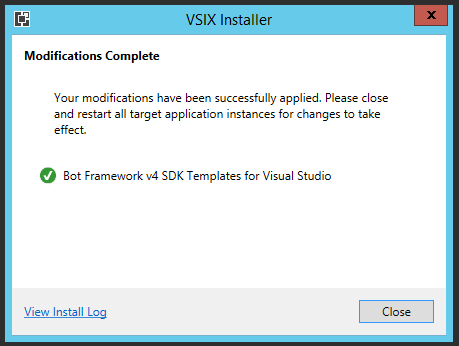 VSIX Installer
x
Modifications Complete
Your modifications have been successfully applied. Please close
and restart all target application instances for changes to take
effect.
Bot Framework v4 SDK Templates for Visual Studio
View Install Log
Close